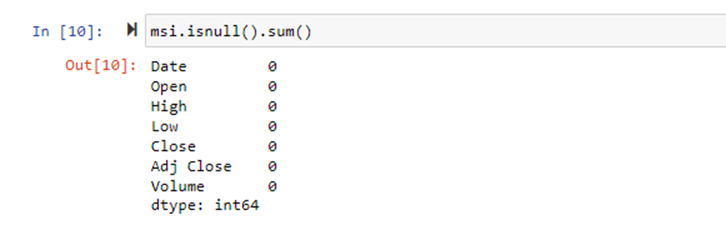 In [10]: msi.isnull().sum()
Out[10]: Date 0
Open 0
High 0
Low 0
Close 0
Adj Close 0
Volume 0
dtype: int64